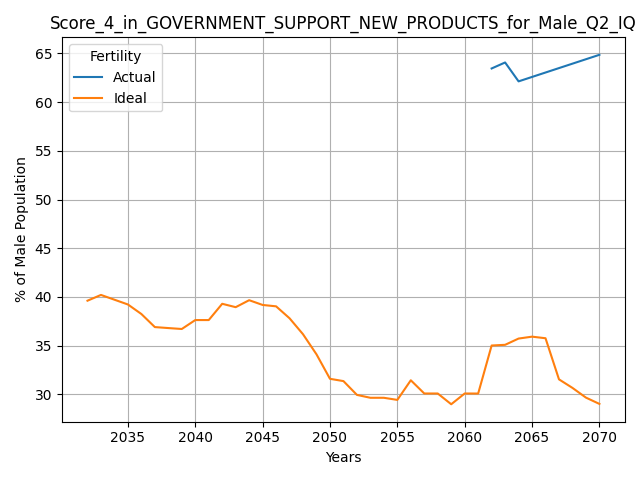 Score_4_in_GOVERNMENT_SUPPORT_NEW_PRODUCTS_for_Male_Q2_IQ
Fertility
Actual
Ideal
65
60
55
50
45
40
35
30
% of Male Population
2035 2040 2045 2050 2055 2060 2065 2070
Years